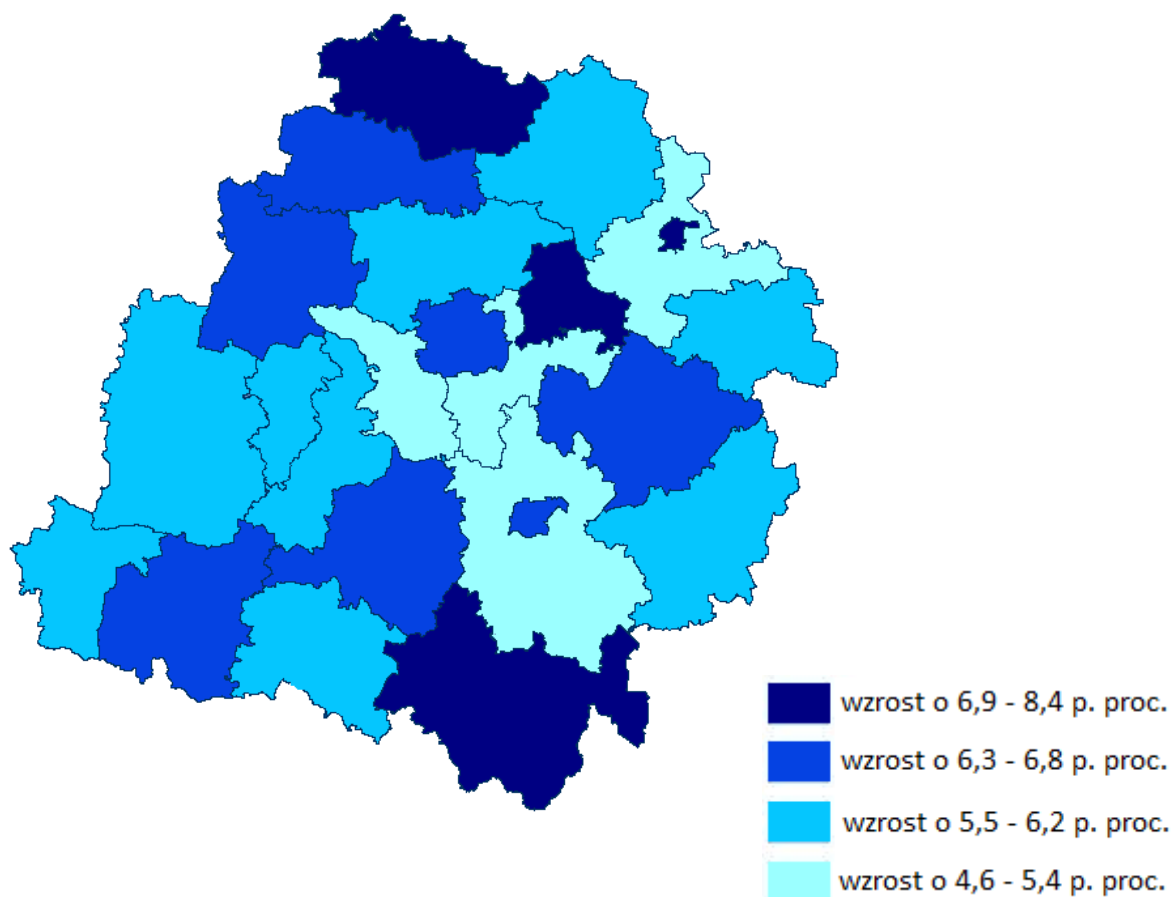 wzrost o 6,9 - 8,4 p. proc.
wzrost o 6,3 - 6,8 p. proc.
wzrost o 5,5 - 6,2 p. proc.
wzrost o 4,6 - 5,4 p. proc.